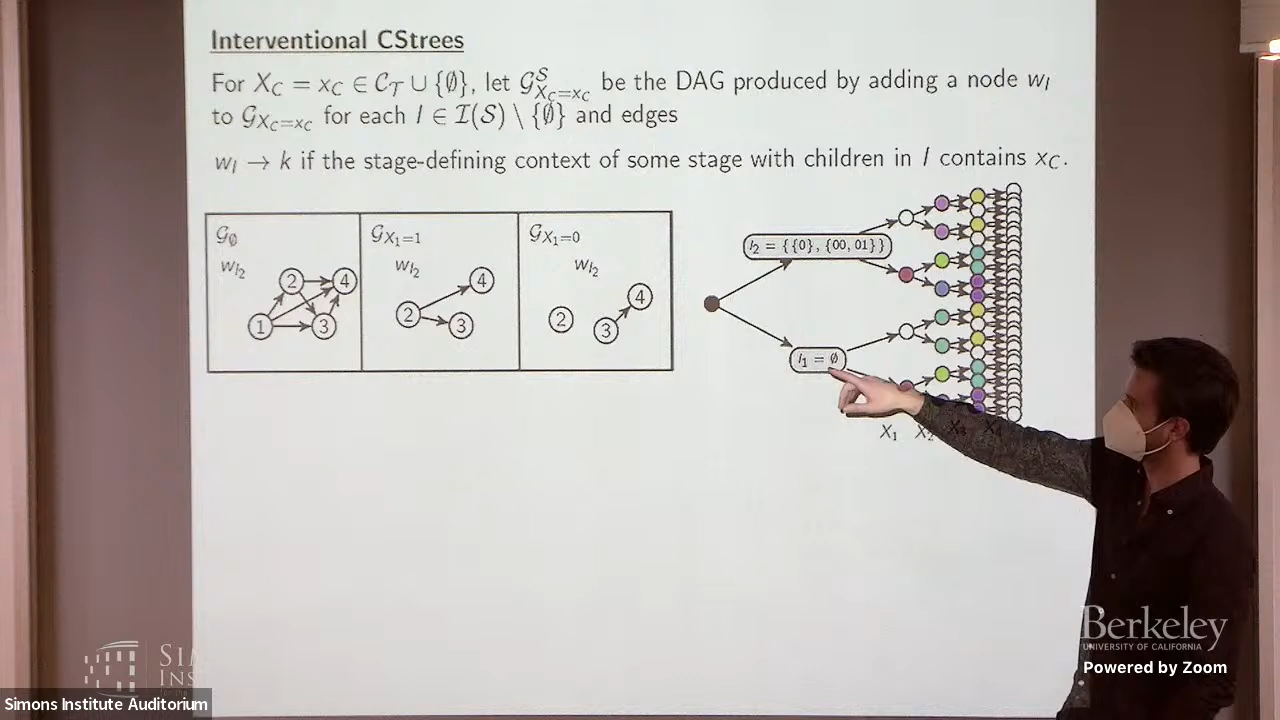 Interventional CStrees
For X_C = x_C ∈ C_T ∪ {∅}, let G^S_{X_C=x_C} be the DAG produced by adding a node w_I
to G_{X_C=x_C} for each I ∈ I(S) \ {∅} and edges
w_I → k if the stage-defining context of some stage with children in I contains x_C.
G_∅
w_{I_2}
2
4
1
3
G_{X_1=1}
w_{I_2}
4
2
3
G_{X_1=0}
w_{I_2}
2
4
3
I_2 = {{0}, {00, 01}}
I_1 = ∅
X_1 X_2 X_3 X_4
Berkeley
UNIVERSITY OF CALIFORNIA
Powered by Zoom
Simons Institute Auditorium